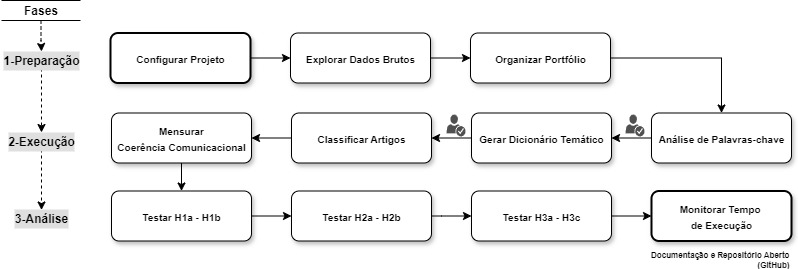 Fases
1-Preparação
Configurar Projeto
Explorar Dados Brutos
Organizar Portfólio
2-Execução
Mensurar
Coerência Comunicacional
Classificar Artigos
Gerar Dicionário Temático
Análise de Palavras-chave
3-Análise
Testar H1a - H1b
Testar H2a - H2b
Testar H3a - H3c
Monitorar Tempo
de Execução
Documentação e Repositório Aberto
(GitHub)